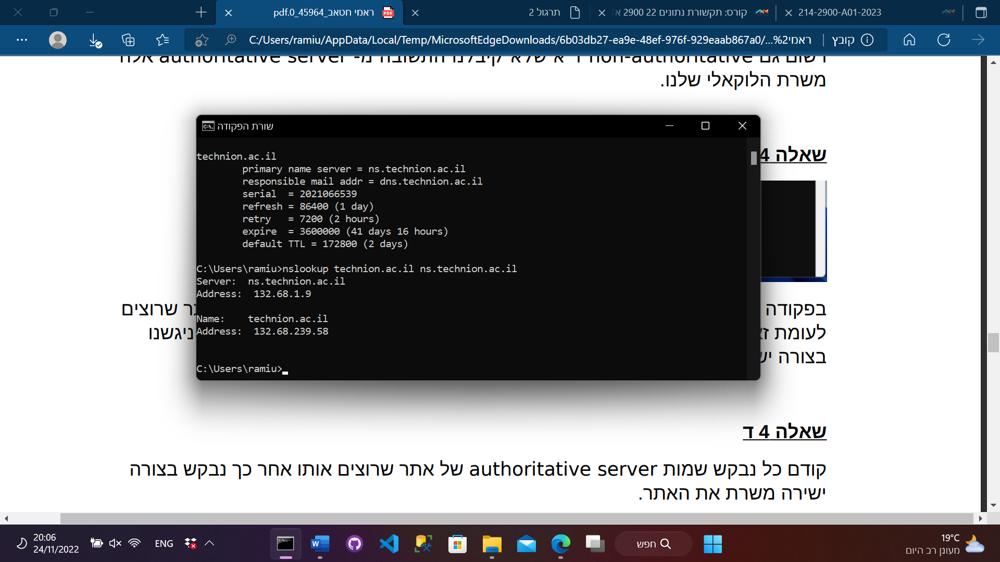 214-2900-A01-2023
קורס: תקשורת נתונים 22 2900 א
תרגול 2
ראמי חטאב_45964_0.pdf
C:/Users/ramiu/AppData/Local/Temp/MicrosoftEdgeDownloads/6b03db27-ea9e-48ef-976f-929eaab867a0/...%2ראמי
קובץ
משרת הלוקאלי שלנו.
שורת הפקודה
technion.ac.il
primary name server = ns.technion.ac.il
responsible mail addr = dns.technion.ac.il
serial = 2021066539
refresh = 86400 (1 day)
retry = 7200 (2 hours)
expire = 3600000 (41 days 16 hours)
default TTL = 172800 (2 days)
C:\Users\ramiu>nslookup technion.ac.il ns.technion.ac.il
Server: ns.technion.ac.il
Address: 132.68.1.9
Name: technion.ac.il
Address: 132.68.239.58
C:\Users\ramiu>
שאלה 4
בפקודה שרוצים
לעומת ניגשנו
בצורה
שאלה 4 ד
קודם כל נבקש שמות authoritative server של אתר שרוצים אותו אחר כך נבקש בצורה
ישירה משרת את האתר.
20:06
24/11/2022
ENG
חפש
19°C
מעונן רב היום